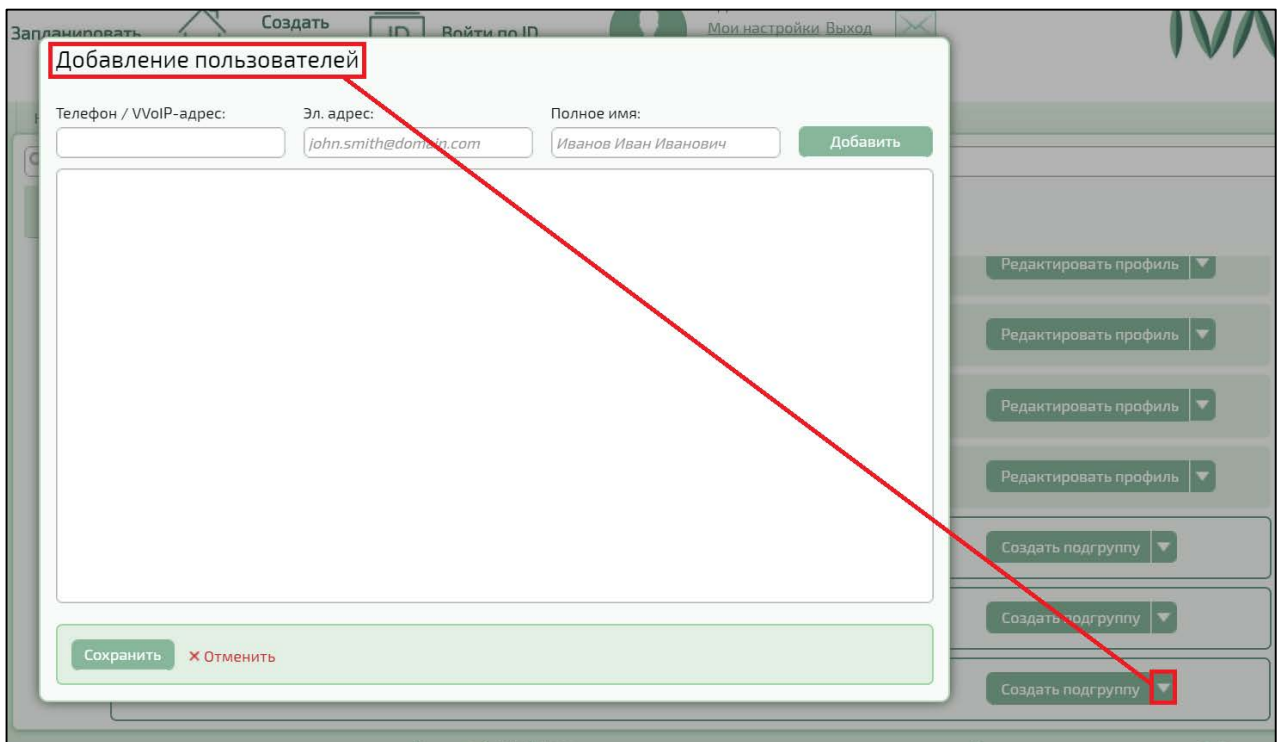 Запланировать
Создать
ID
Войти по ID
Мои настройки Выход
IVA
Добавление пользователей
Телефон / VVoIP-адрес:
Эл. адрес:
Полное имя:
john.smith@domain.com
Иванов Иван Иванович
Добавить
Редактировать профиль
Редактировать профиль
Редактировать профиль
Редактировать профиль
Создать подгруппу
Создать подгруппу
Создать подгруппу
Сохранить
Отменить